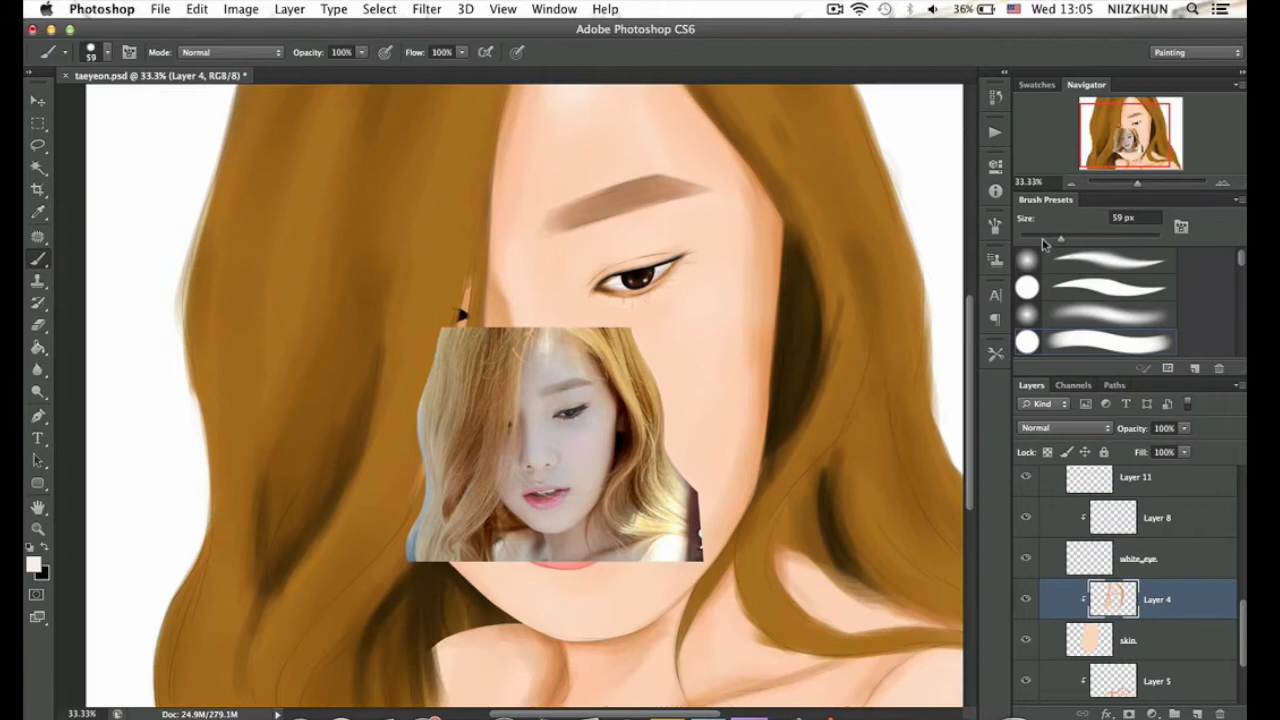 Photoshop File Edit Image Layer Type Select Filter 3D View Window Help 36% Wed 13:05 NIIZKHUN
Adobe Photoshop CS6
59 Mode: Normal Opacity: 100% Flow: 100% Painting
× taeyeon.psd @ 33.3% (Layer 4, RGB/8) *
Swatches Navigator
33.33%
Brush Presets
Size: 59 px
Layers Channels Paths
Kind
Normal Opacity: 100%
Lock: Fill: 100%
Layer 11
Layer 8
white_eye.
Layer 4
skin.
Layer 5
33.33% Doc: 24.9M/279.1M